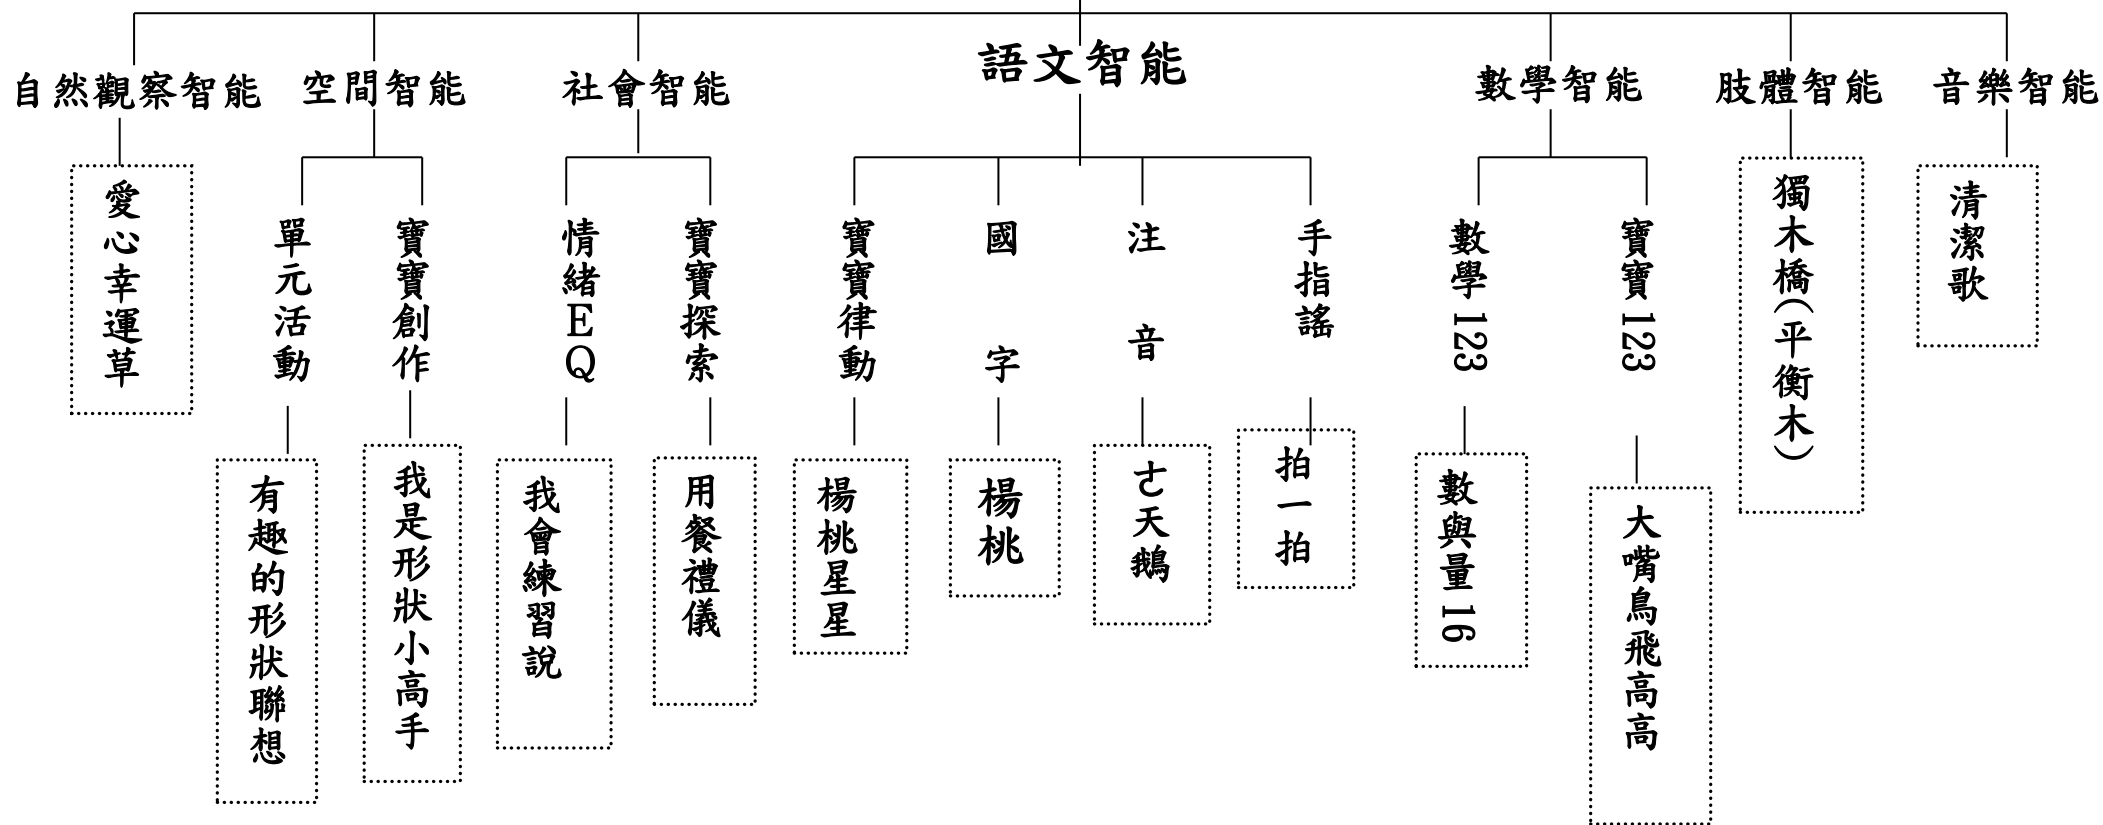 語文智能
自然觀察智能
空間智能
社會智能
數學智能
肢體智能
音樂智能
愛心幸運草
單元活動
寶寶創作
情緒EQ
寶寶探索
寶寶律動
國字
注音
手指謠
數學123
寶寶123
獨木橋(平衡木)
清潔歌
有趣的形狀聯想
我是形狀小高手
我會練習說
用餐禮儀
楊桃星星
楊桃
ㄜ天鵝
拍一拍
數與量16
大嘴鳥飛高高